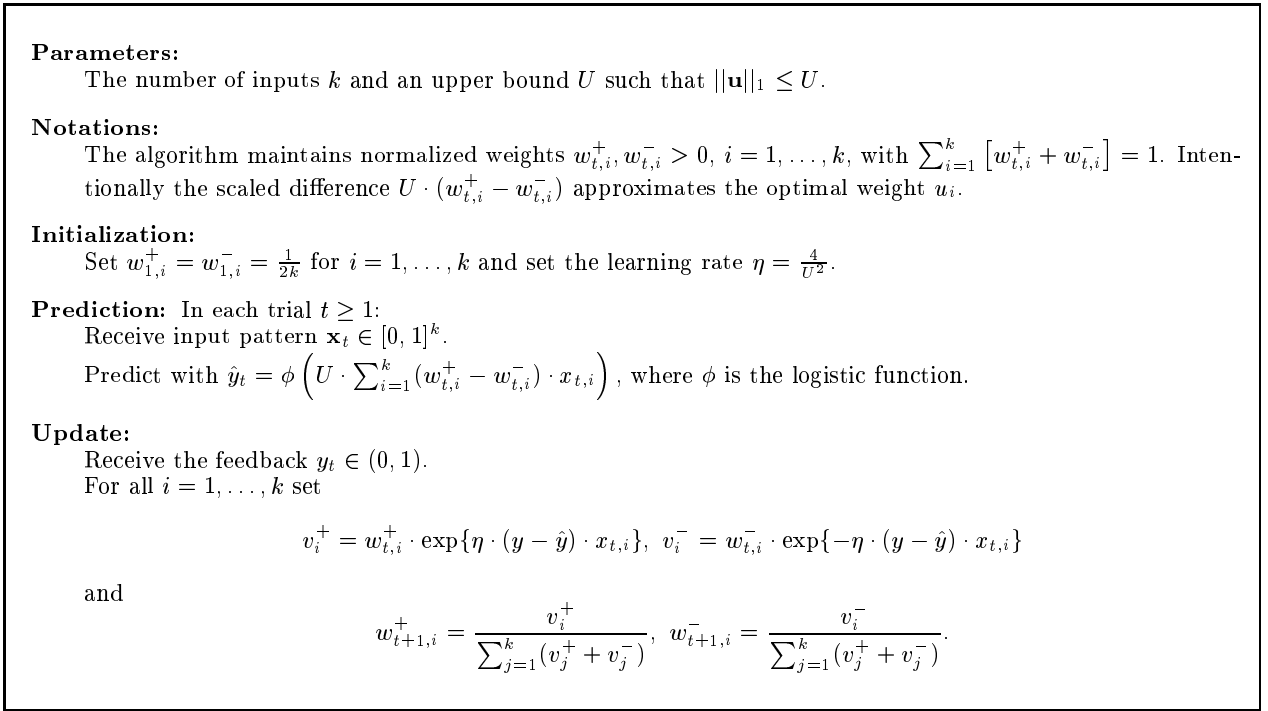 Parameters:
The number of inputs k and an upper bound U such that ||u||₁ ≤ U.
Notations:
The algorithm maintains normalized weights w⁺_{t,i}, w⁻_{t,i} > 0, i = 1, . . . , k, with ∑^k_{i=1} [w⁺_{t,i} + w⁻_{t,i}] = 1. Inten-
tionally the scaled difference U · (w⁺_{t,i} − w⁻_{t,i}) approximates the optimal weight u_i.
Initialization:
Set w⁺_{1,i} = w⁻_{1,i} = 1/2k for i = 1, . . . , k and set the learning rate η = 4/U².
Prediction: In each trial t ≥ 1:
Receive input pattern x_t ∈ [0, 1]^k.
Predict with ŷ_t = ϕ (U · ∑^k_{i=1}(w⁺_{t,i} − w⁻_{t,i}) · x_{t,i}) , where ϕ is the logistic function.
Update:
Receive the feedback y_t ∈ (0, 1).
For all i = 1, . . . , k set
v⁺_i = w⁺_{t,i} · exp{η · (y − ŷ) · x_{t,i}}, v⁻_i = w⁻_{t,i} · exp{−η · (y − ŷ) · x_{t,i}}
and
w⁺_{t+1,i} = v⁺_i / ∑^k_{j=1}(v⁺_j + v⁻_j), w⁻_{t+1,i} = v⁻_i / ∑^k_{j=1}(v⁺_j + v⁻_j).